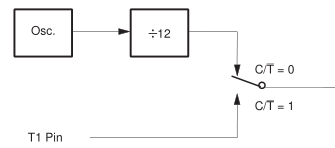 Osc.
÷12
C/T̅ = 0
C/T̅ = 1
T1 Pin